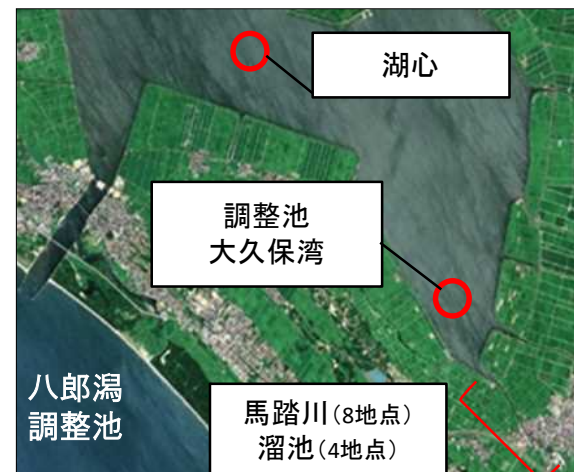 湖心
調整池
大久保湾
八郎潟
調整池
馬踏川(8地点)
溜池(4地点)